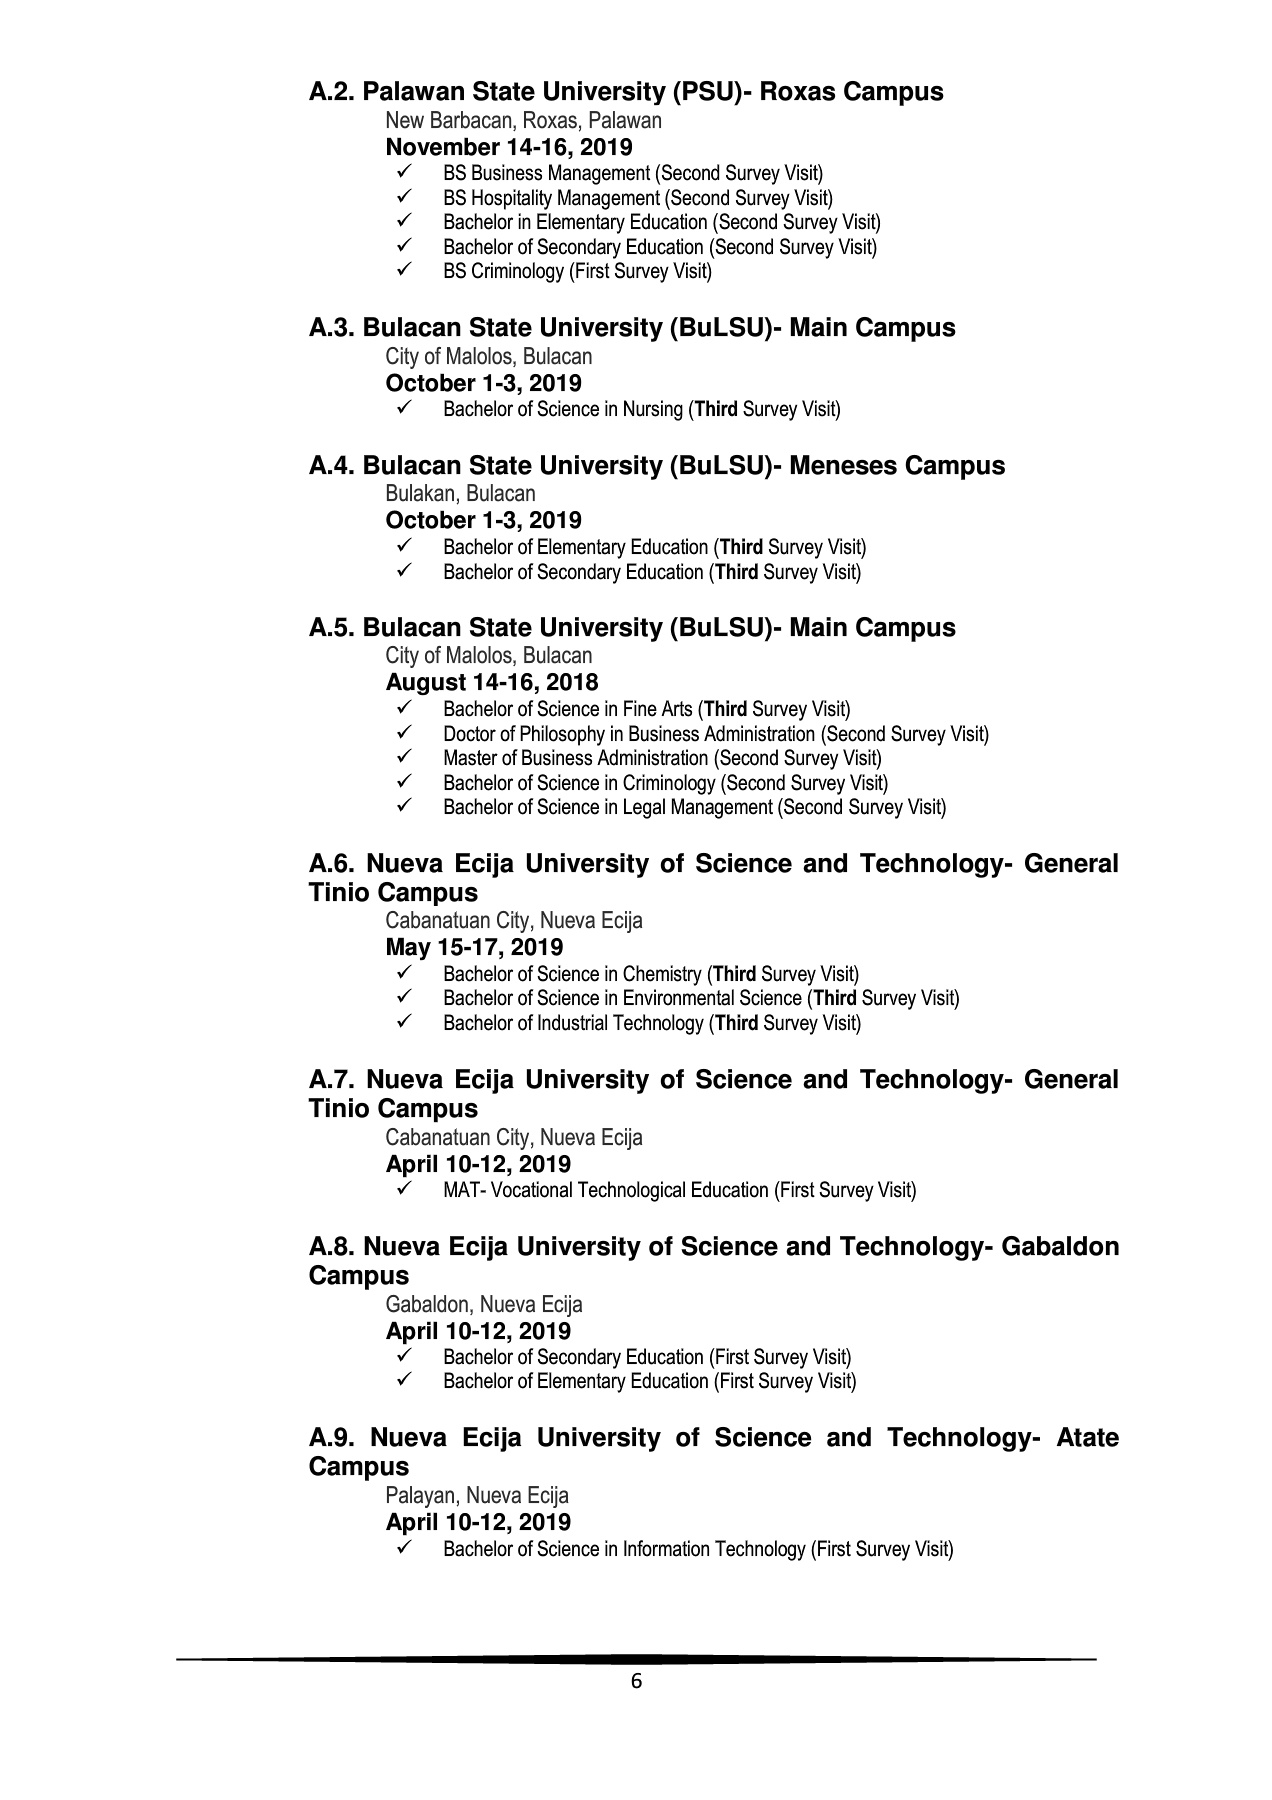 A.2. Palawan State University (PSU)- Roxas Campus
New Barbacan, Roxas, Palawan
November 14-16, 2019
✓ BS Business Management (Second Survey Visit)
✓ BS Hospitality Management (Second Survey Visit)
✓ Bachelor in Elementary Education (Second Survey Visit)
✓ Bachelor of Secondary Education (Second Survey Visit)
✓ BS Criminology (First Survey Visit)
A.3. Bulacan State University (BuLSU)- Main Campus
City of Malolos, Bulacan
October 1-3, 2019
✓ Bachelor of Science in Nursing (Third Survey Visit)
A.4. Bulacan State University (BuLSU)- Meneses Campus
Bulakan, Bulacan
October 1-3, 2019
✓ Bachelor of Elementary Education (Third Survey Visit)
✓ Bachelor of Secondary Education (Third Survey Visit)
A.5. Bulacan State University (BuLSU)- Main Campus
City of Malolos, Bulacan
August 14-16, 2018
✓ Bachelor of Science in Fine Arts (Third Survey Visit)
✓ Doctor of Philosophy in Business Administration (Second Survey Visit)
✓ Master of Business Administration (Second Survey Visit)
✓ Bachelor of Science in Criminology (Second Survey Visit)
✓ Bachelor of Science in Legal Management (Second Survey Visit)
A.6. Nueva Ecija University of Science and Technology- General
Tinio Campus
Cabanatuan City, Nueva Ecija
May 15-17, 2019
✓ Bachelor of Science in Chemistry (Third Survey Visit)
✓ Bachelor of Science in Environmental Science (Third Survey Visit)
✓ Bachelor of Industrial Technology (Third Survey Visit)
A.7. Nueva Ecija University of Science and Technology- General
Tinio Campus
Cabanatuan City, Nueva Ecija
April 10-12, 2019
✓ MAT- Vocational Technological Education (First Survey Visit)
A.8. Nueva Ecija University of Science and Technology- Gabaldon
Campus
Gabaldon, Nueva Ecija
April 10-12, 2019
✓ Bachelor of Secondary Education (First Survey Visit)
✓ Bachelor of Elementary Education (First Survey Visit)
A.9. Nueva Ecija University of Science and Technology- Atate
Campus
Palayan, Nueva Ecija
April 10-12, 2019
✓ Bachelor of Science in Information Technology (First Survey Visit)
6